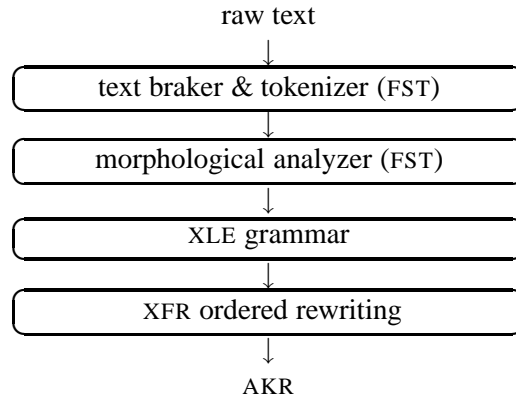 raw text
text braker & tokenizer (FST)
morphological analyzer (FST)
XLE grammar
XFR ordered rewriting
AKR